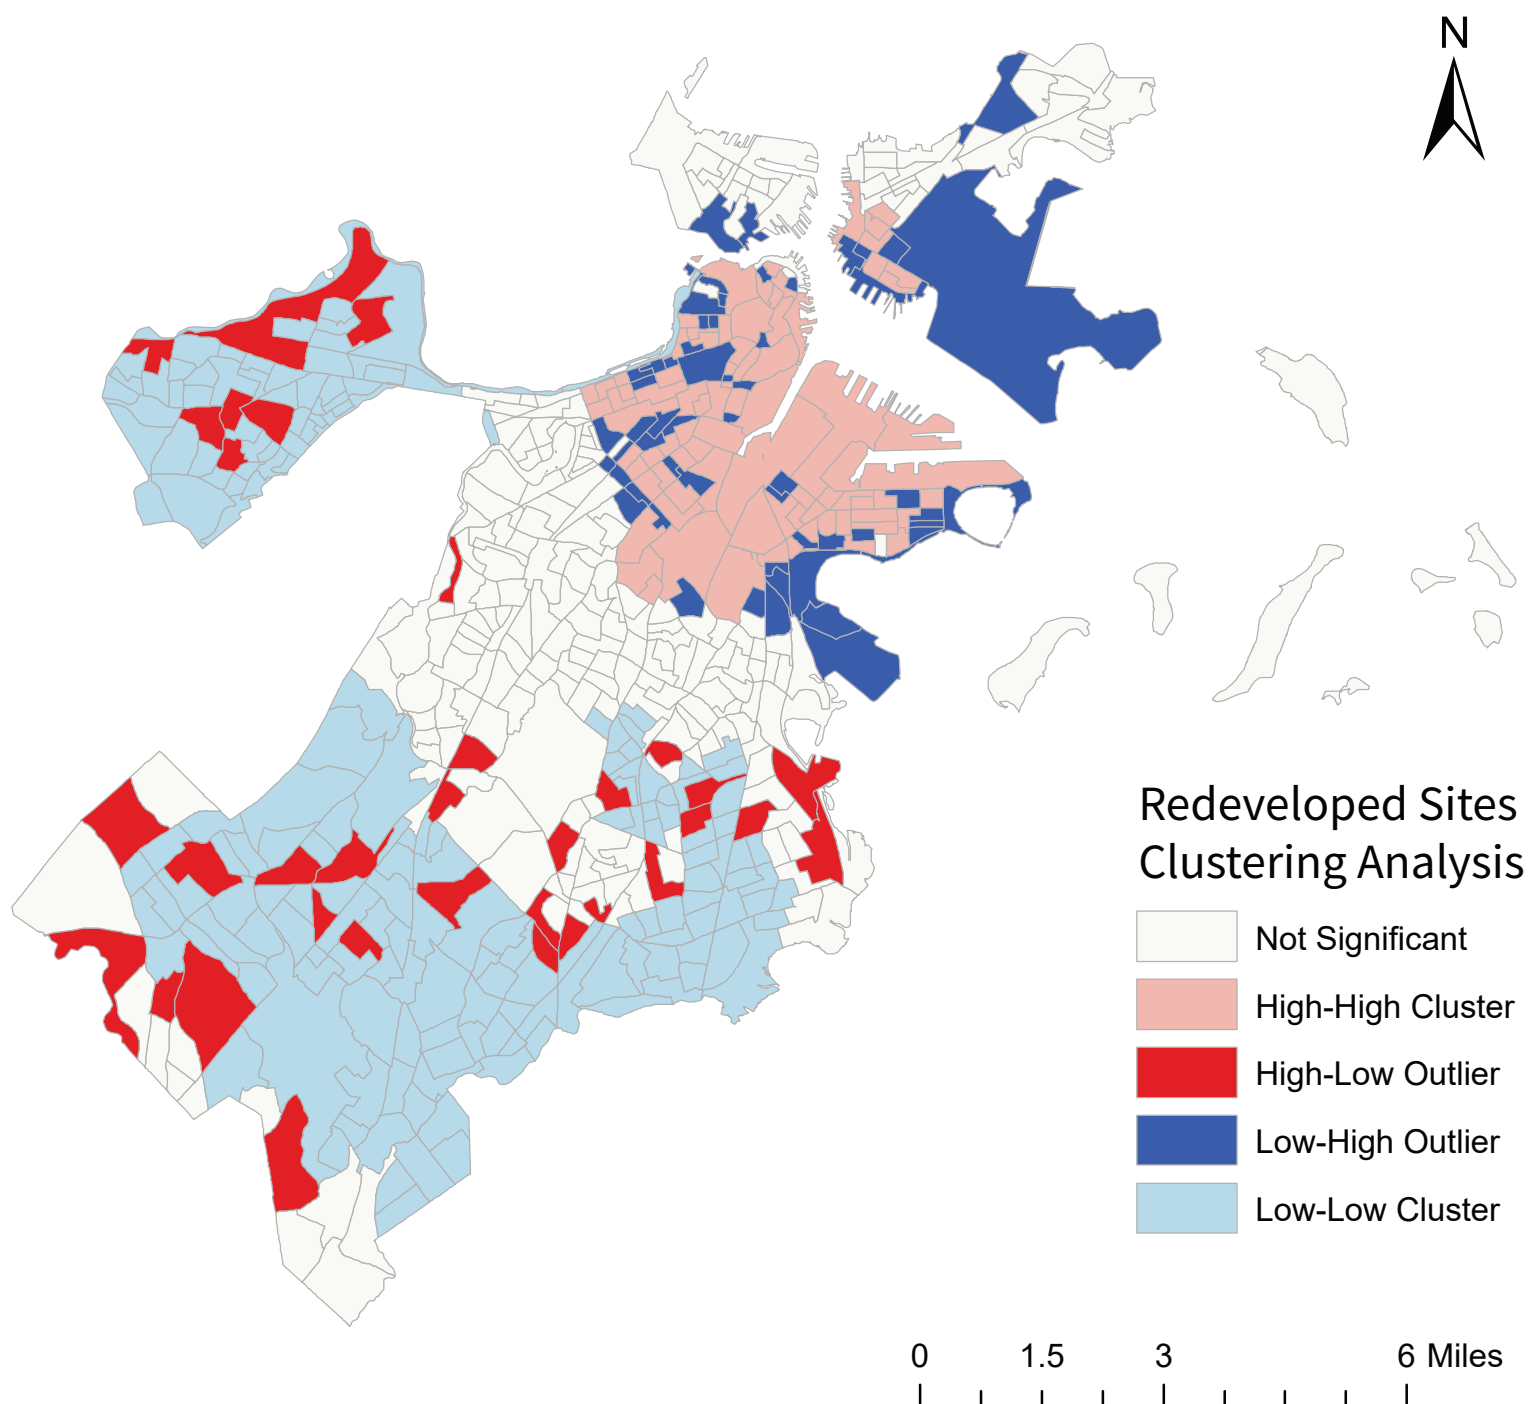 N
Redeveloped Sites
Clustering Analysis
Not Significant
High-High Cluster
High-Low Outlier
Low-High Outlier
Low-Low Cluster
0 1.5 3 6 Miles